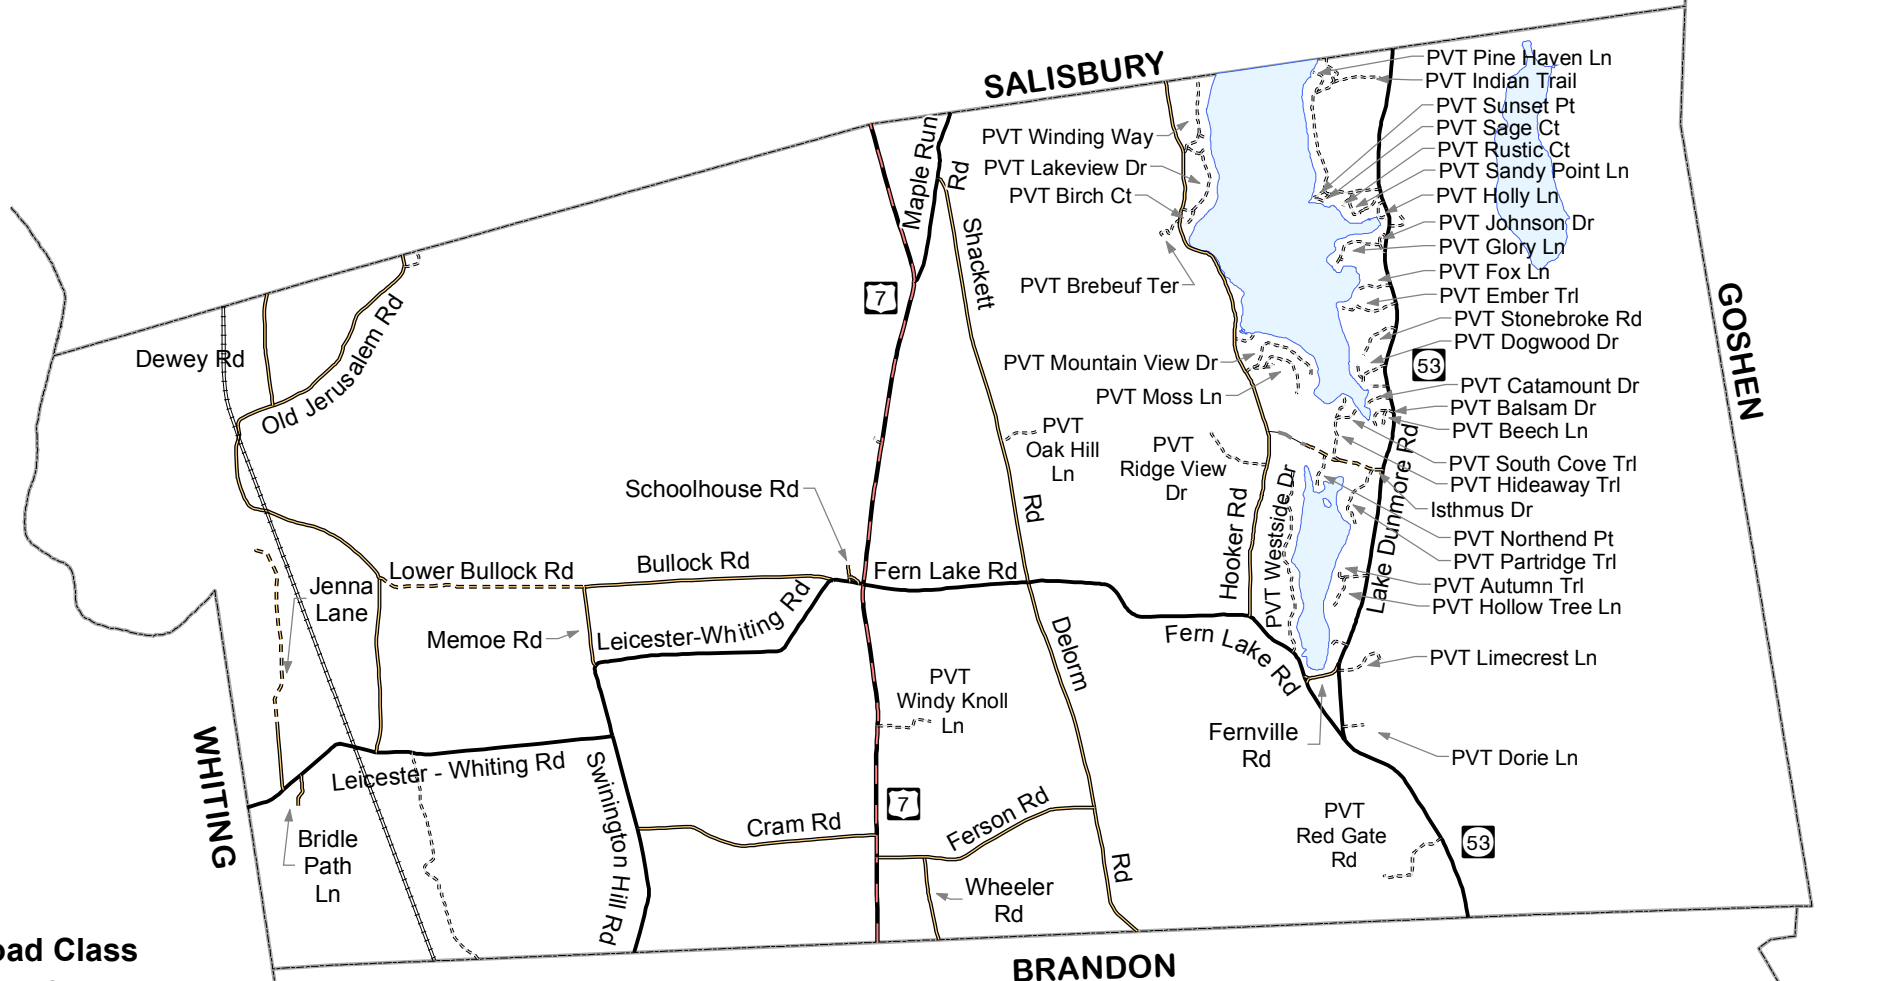 SALISBURY
PVT Pine Haven Ln
PVT Indian Trail
PVT Sunset Pt
PVT Sage Ct
PVT Rustic Ct
PVT Sandy Point Ln
PVT Holly Ln
PVT Johnson Dr
PVT Glory Ln
PVT Fox Ln
PVT Ember Trl
PVT Stonebroke Rd
PVT Dogwood Dr
53
PVT Catamount Dr
PVT Balsam Dr
PVT Beech Ln
PVT South Cove Trl
PVT Hideaway Trl
Isthmus Dr
PVT Northend Pt
PVT Partridge Trl
PVT Autumn Trl
PVT Hollow Tree Ln
PVT Limecrest Ln
PVT Dorie Ln
GOSHEN
PVT Winding Way
PVT Lakeview Dr
PVT Birch Ct
PVT Brebeuf Ter
PVT Mountain View Dr
PVT Moss Ln
PVT
Oak Hill
Ln
PVT
Ridge View
Dr
Maple Run
Rd
Shackett
Rd
7
Dewey Rd
Old Jerusalem Rd
Schoolhouse Rd
Lower Bullock Rd
Bullock Rd
Fern Lake Rd
Hooker Rd
PVT Westside Dr
Lake Dunmore Rd
Jenna
Lane
Memoe Rd
Leicester-Whiting Rd
Delorm
Rd
Fern Lake Rd
PVT
Windy Knoll
Ln
Fernville
Rd
WHITING
Leicester - Whiting Rd
Swinington Hill Rd
7
Cram Rd
Ferson Rd
PVT
Red Gate
Rd
53
Bridle
Path
Ln
Wheeler
Rd
oad Class
BRANDON